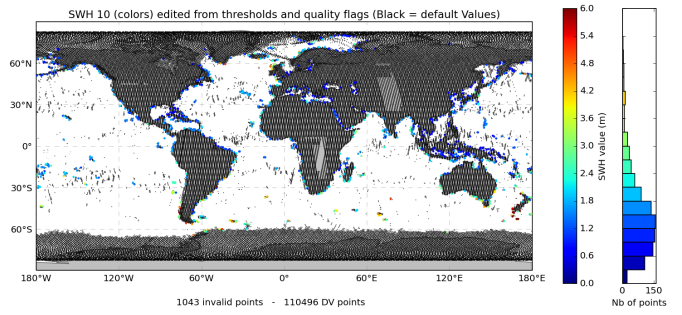 SWH 10 (colors) edited from thresholds and quality flags (Black = default Values)
60°N
30°N
0°
30°S
60°S
180°W 120°W 60°W 0° 60°E 120°E 180°E
1043 invalid points - 110496 DV points
6.0
5.4
4.8
4.2
3.6
3.0
2.4
1.8
1.2
0.6
0.0
SWH value (m)
0 150
Nb of points